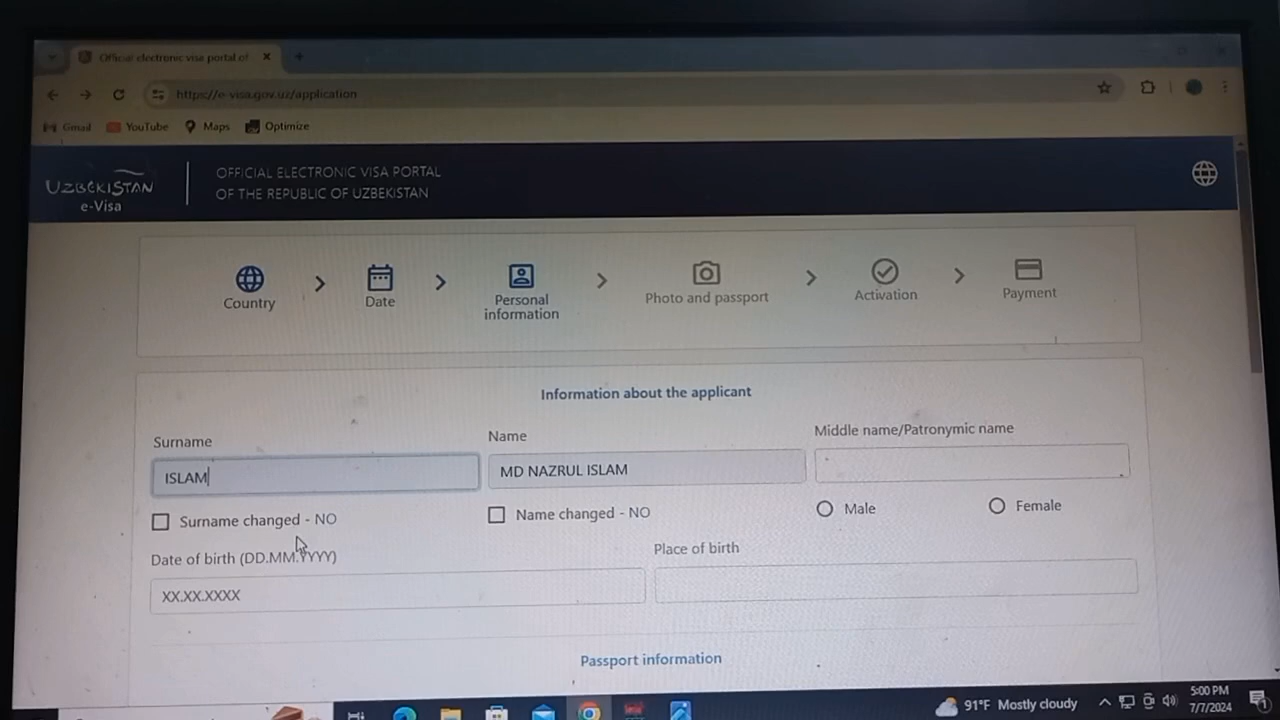 Official electronic visa portal of
https://e-visa.gov.uz/application
Gmail YouTube Maps Optimize
UZBEKISTAN
e-Visa
OFFICIAL ELECTRONIC VISA PORTAL
OF THE REPUBLIC OF UZBEKISTAN
Country
Date
Personal
information
Photo and passport
Activation
Payment
Information about the applicant
Surname Name Middle name/Patronymic name
ISLAM MD NAZRUL ISLAM
Surname changed - NO Name changed - NO Male Female
Date of birth (DD.MM.YYYY) Place of birth
XX.XX.XXXX
Passport information
91°F Mostly cloudy
5:00 PM
7/7/2024